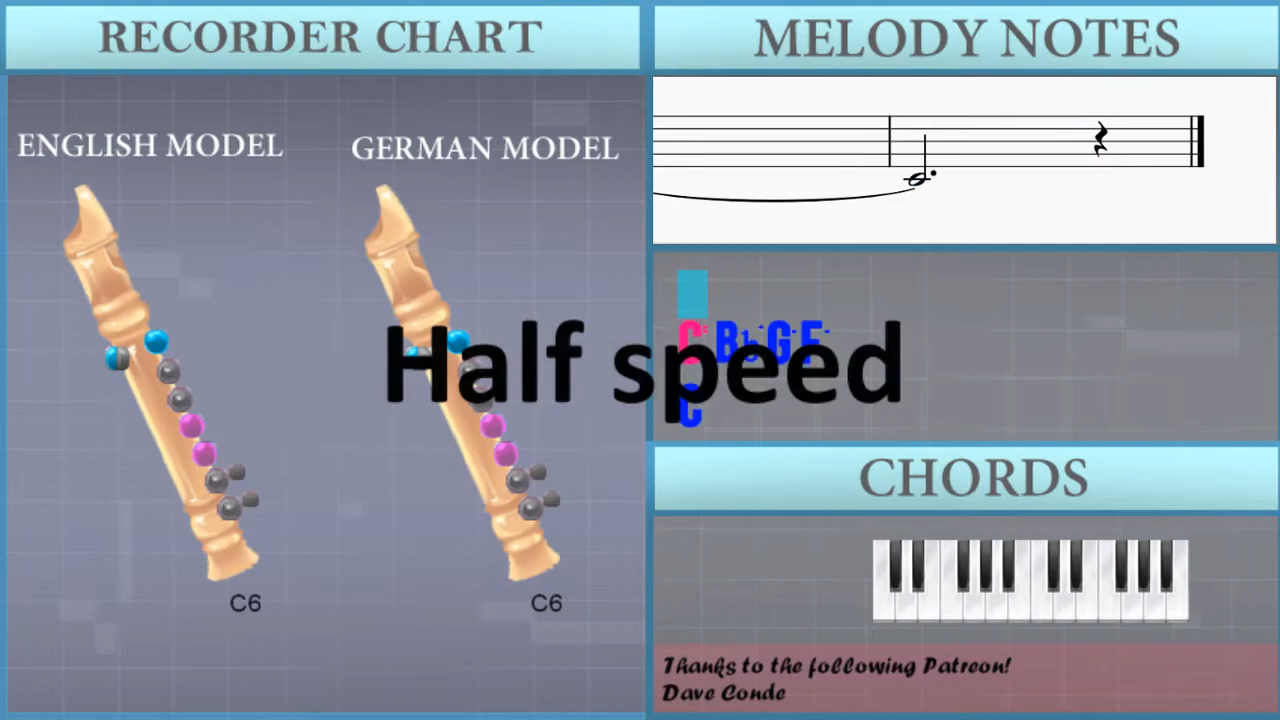 RECORDER CHART
MELODY NOTES
ENGLISH MODEL
GERMAN MODEL
Half speed
C B G F
C
CHORDS
C6
C6
Thanks to the following Patreon!
Dave Conde